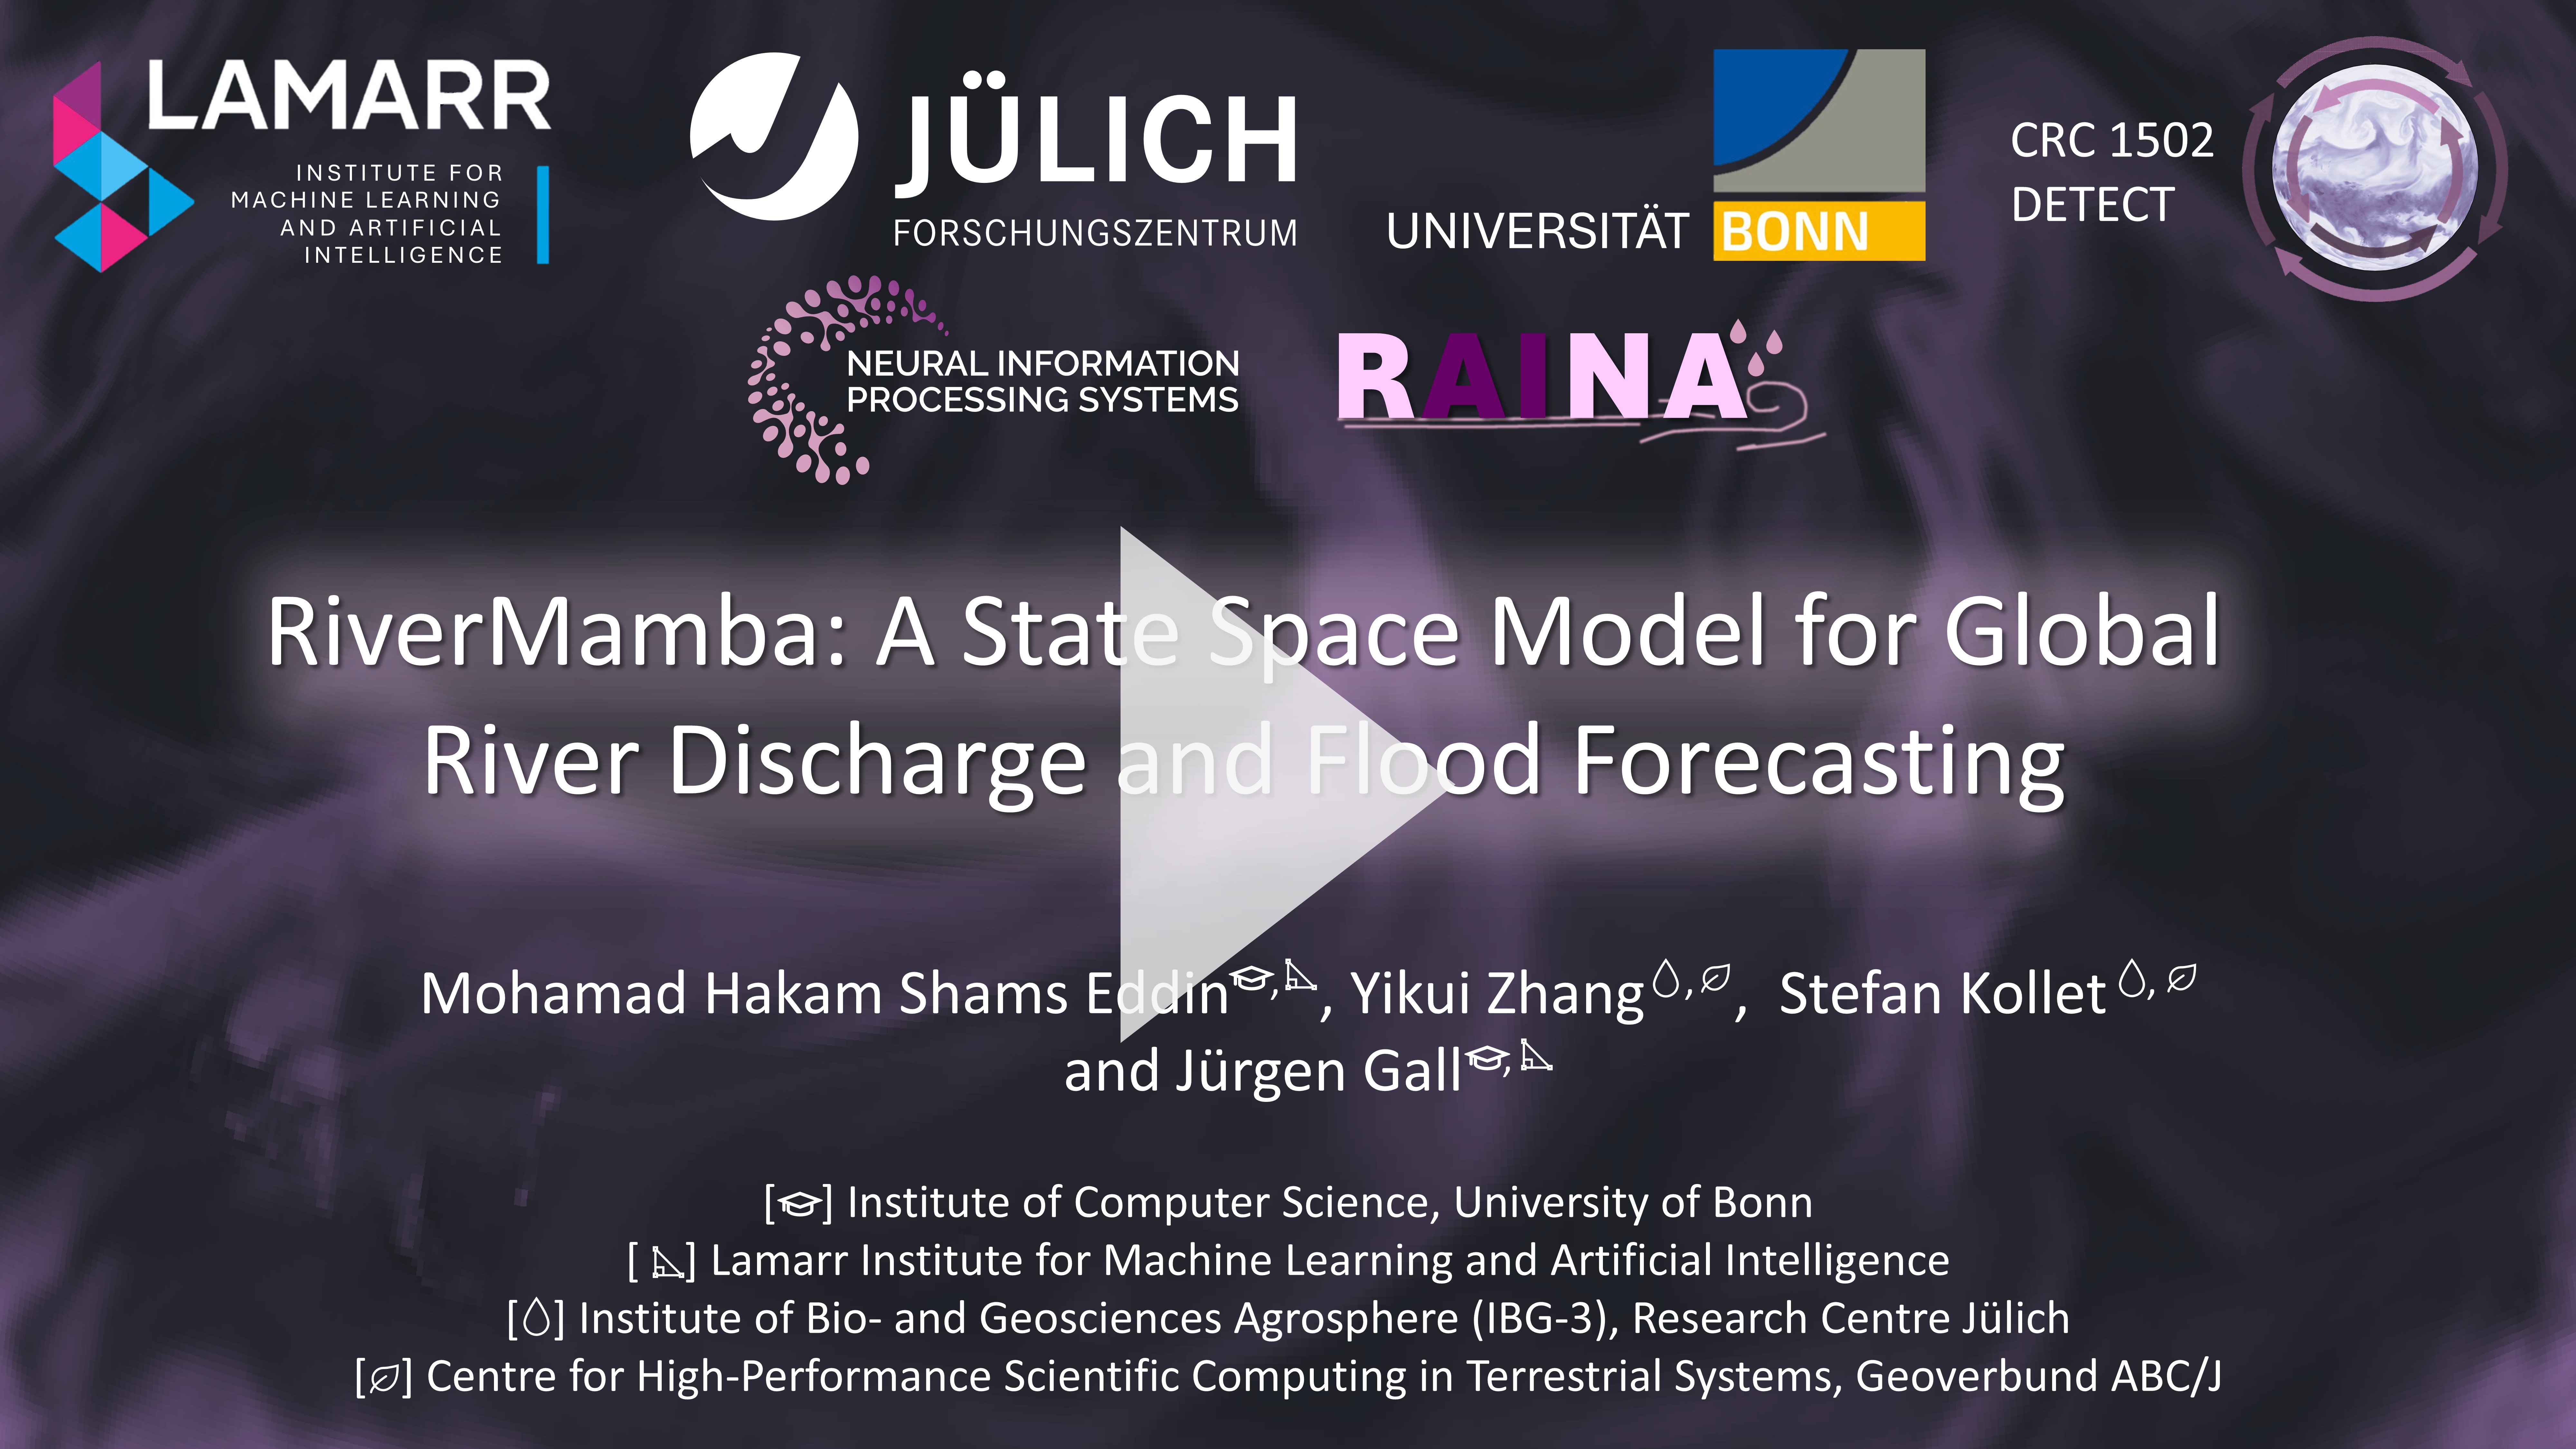 LAMARR
INSTITUTE FOR
MACHINE LEARNING
AND ARTIFICIAL
INTELLIGENCE
JÜLICH
FORSCHUNGSZENTRUM
UNIVERSITÄT BONN
CRC 1502
DETECT
NEURAL INFORMATION
PROCESSING SYSTEMS
RAINA
RiverMamba: A State Space Model for Global
River Discharge and Flood Forecasting
Mohamad Hakam Shams Eddin, , Yikui Zhang, , Stefan Kollet,
and Jürgen Gall,
[] Institute of Computer Science, University of Bonn
[] Lamarr Institute for Machine Learning and Artificial Intelligence
[] Institute of Bio- and Geosciences Agrosphere (IBG-3), Research Centre Jülich
[] Centre for High-Performance Scientific Computing in Terrestrial Systems, Geoverbund ABC/J